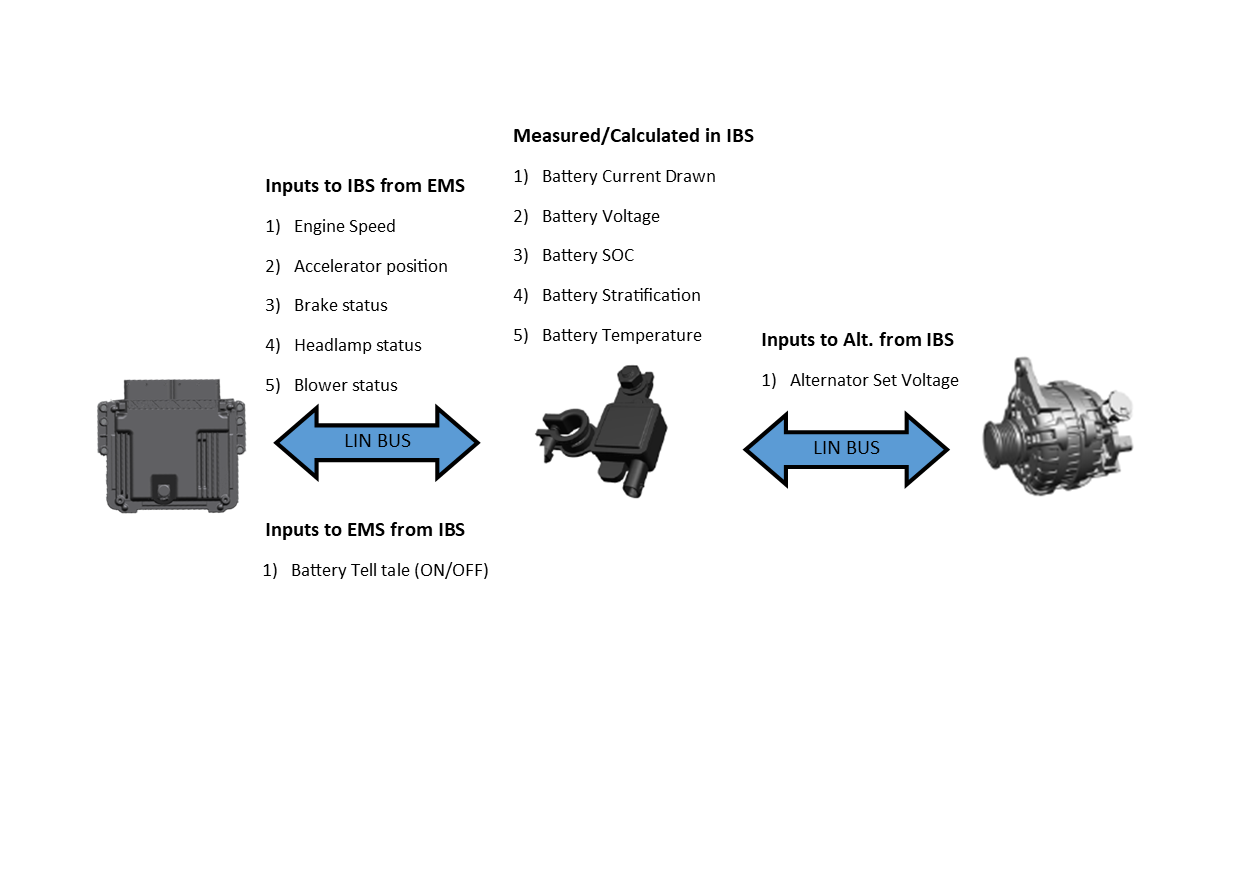 Measured/Calculated in IBS
1) Battery Current Drawn
2) Battery Voltage
3) Battery SOC
4) Battery Stratification
5) Battery Temperature
Inputs to IBS from EMS
1) Engine Speed
2) Accelerator position
3) Brake status
4) Headlamp status
5) Blower status
LIN BUS
Inputs to Alt. from IBS
1) Alternator Set Voltage
LIN BUS
Inputs to EMS from IBS
1) Battery Tell tale (ON/OFF)